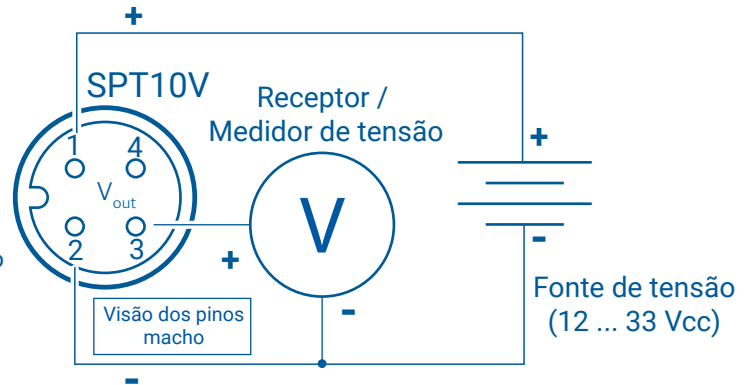 +
SPT10V
Receptor /
Medidor de tensão
+
1
4
V
out
V
2
3
+
-
-
Visão dos pinos
macho
Fonte de tensão
(12 ... 33 Vcc)
-